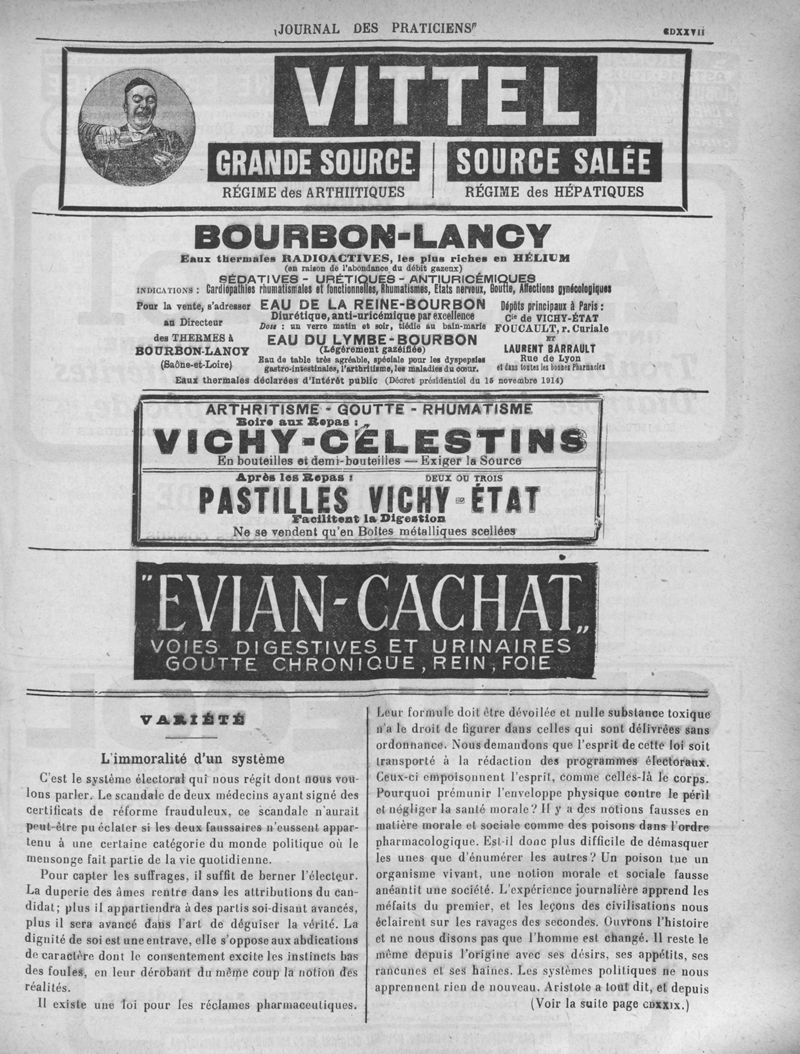 "JOURNAL DES PRATICIENS"
CDXXVII
VITTEL
GRANDE SOURCE
RÉGIME des ARTHITIQUES
SOURCE SALÉE
RÉGIME des HÉPATIQUES
BOURBON-LANCY
Eaux thermales RADIOACTIVES, les plus riches en HÉLIUM
(en raison de l'abondance du débit gazeux)
SÉDATIVES - URÉTIQUES - ANTIURICÉMIQUES
INDICATIONS : Cardiopathies rhumatismales et fonctionnelles, Rhumatismes, Etats nerveux, Goutte, Affections gynécologiques
Pour la vente, s'adresser
au Directeur
des THERMES à
BOURBON-LANCY
(Saône-et-Loire)
EAU DE LA REINE-BOURBON
Diurétique, anti-uricémique par excellence
Dose : un verre matin et soir, tiédie au bain-marie
EAU DU LYMBE-BOURBON
(Légèrement gazéifiée)
Eau de table très agréable, spéciale pour les dyspepsies
gastro-intestinales, l'arthritisme, les maladies du cœur.
Dépôts principaux à Paris :
Cie de VICHY-ÉTAT
FOUCAULT, r. Curiale
ET
LAURENT BARRAULT
Rue de Lyon
et dans toutes les bonnes Pharmacies
Eaux thermales déclarées d'Intérêt public (Décret présidentiel du 15 novembre 1914)
ARTHRITISME - GOUTTE - RHUMATISME
Boire aux Repas :
VICHY-CÉLESTINS
En bouteilles et demi-bouteilles — Exiger la Source
Après les Repas : DEUX OU TROIS
PASTILLES VICHY-ÉTAT
Facilitent la Digestion
Ne se vendent qu'en Boîtes métalliques scellées
"EVIAN-CACHAT"
VOIES DIGESTIVES ET URINAIRES
GOUTTE CHRONIQUE, REIN, FOIE
VARIÉTÉ
L'immoralité d'un système
C'est le système électoral qui nous régit dont nous vou-
lons parler. Le scandale de deux médecins ayant signé des
certificats de réforme frauduleux, ce scandale n'aurait
peut-être pu éclater si les deux faussaires n'eussent appar-
tenu à une certaine catégorie du monde politique où le
mensonge fait partie de la vie quotidienne.
Pour capter les suffrages, il suffit de berner l'électeur.
La duperie des âmes rentre dans les attributions du can-
didat; plus il appartiendra à des partis soi-disant avancés,
plus il sera avancé dans l'art de déguiser la vérité. La
dignité de soi est une entrave, elle s'oppose aux abdications
de caractère dont le consentement excite les instincts bas
des foules, en leur dérobant du même coup la notion des
réalités.
Il existe une loi pour les réclames pharmaceutiques.
Leur formule doit être dévoilée et nulle substance toxique
n'a le droit de figurer dans celles qui sont délivrées sans
ordonnance. Nous demandons que l'esprit de cette loi soit
transporté à la rédaction des programmes électoraux.
Ceux-ci empoisonnent l'esprit, comme celles-là le corps.
Pourquoi prémunir l'enveloppe physique contre le péril
et négliger la santé morale? Il y a des notions fausses en
matière morale et sociale comme des poisons dans l'ordre
pharmacologique. Est-il donc plus difficile de démasquer
les unes que d'énumérer les autres? Un poison tue un
organisme vivant, une notion morale et sociale fausse
anéantit une société. L'expérience journalière apprend les
méfaits du premier, et les leçons des civilisations nous
éclairent sur les ravages des secondes. Ouvrons l'histoire
et ne nous disons pas que l'homme est changé. Il reste le
même depuis l'origine avec ses désirs, ses appétits, ses
rancunes et ses haines. Les systèmes politiques ne nous
apprennent rien de nouveau. Aristote a tout dit, et depuis
(Voir la suite page CDXXIX.)